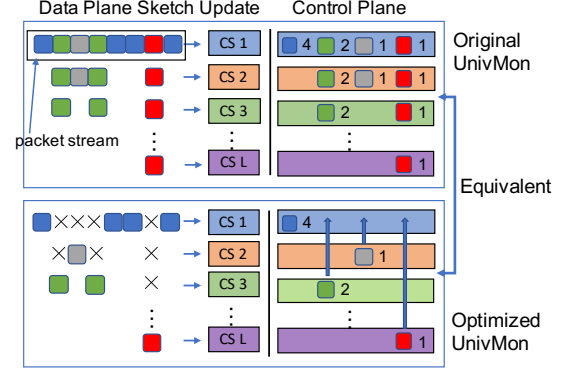 Data Plane Sketch Update
Control Plane
CS 1
4 2 1 1
Original
UnivMon
CS 2
2 1 1
CS 3
2 1
packet stream
CS L
1
Equivalent
CS 1
4
CS 2
1
CS 3
2
CS L
1
Optimized
UnivMon